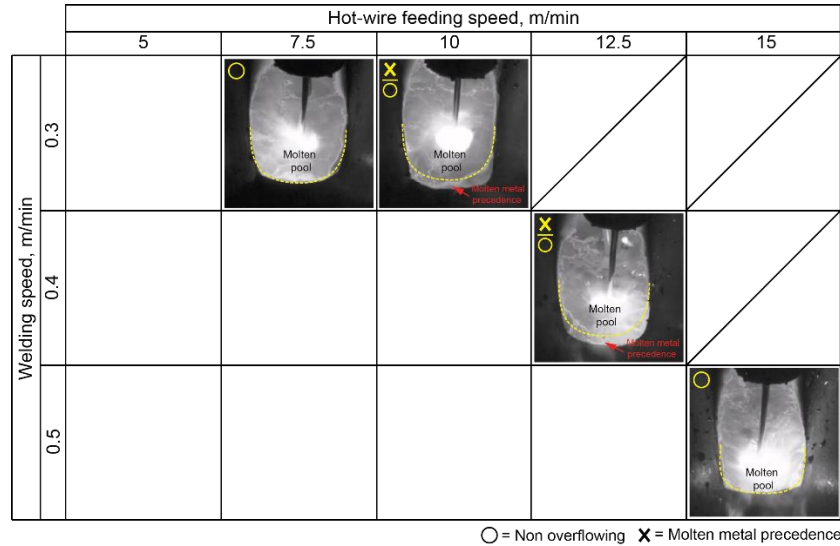 Hot-wire feeding speed, m/min
5 7.5 10 12.5 15
Welding speed, m/min
0.3
Molten
pool
Molten
pool
Molten metal
precedence
0.4
Molten
pool
Molten metal
precedence
0.5
Molten
pool
○ = Non overflowing X = Molten metal precedence